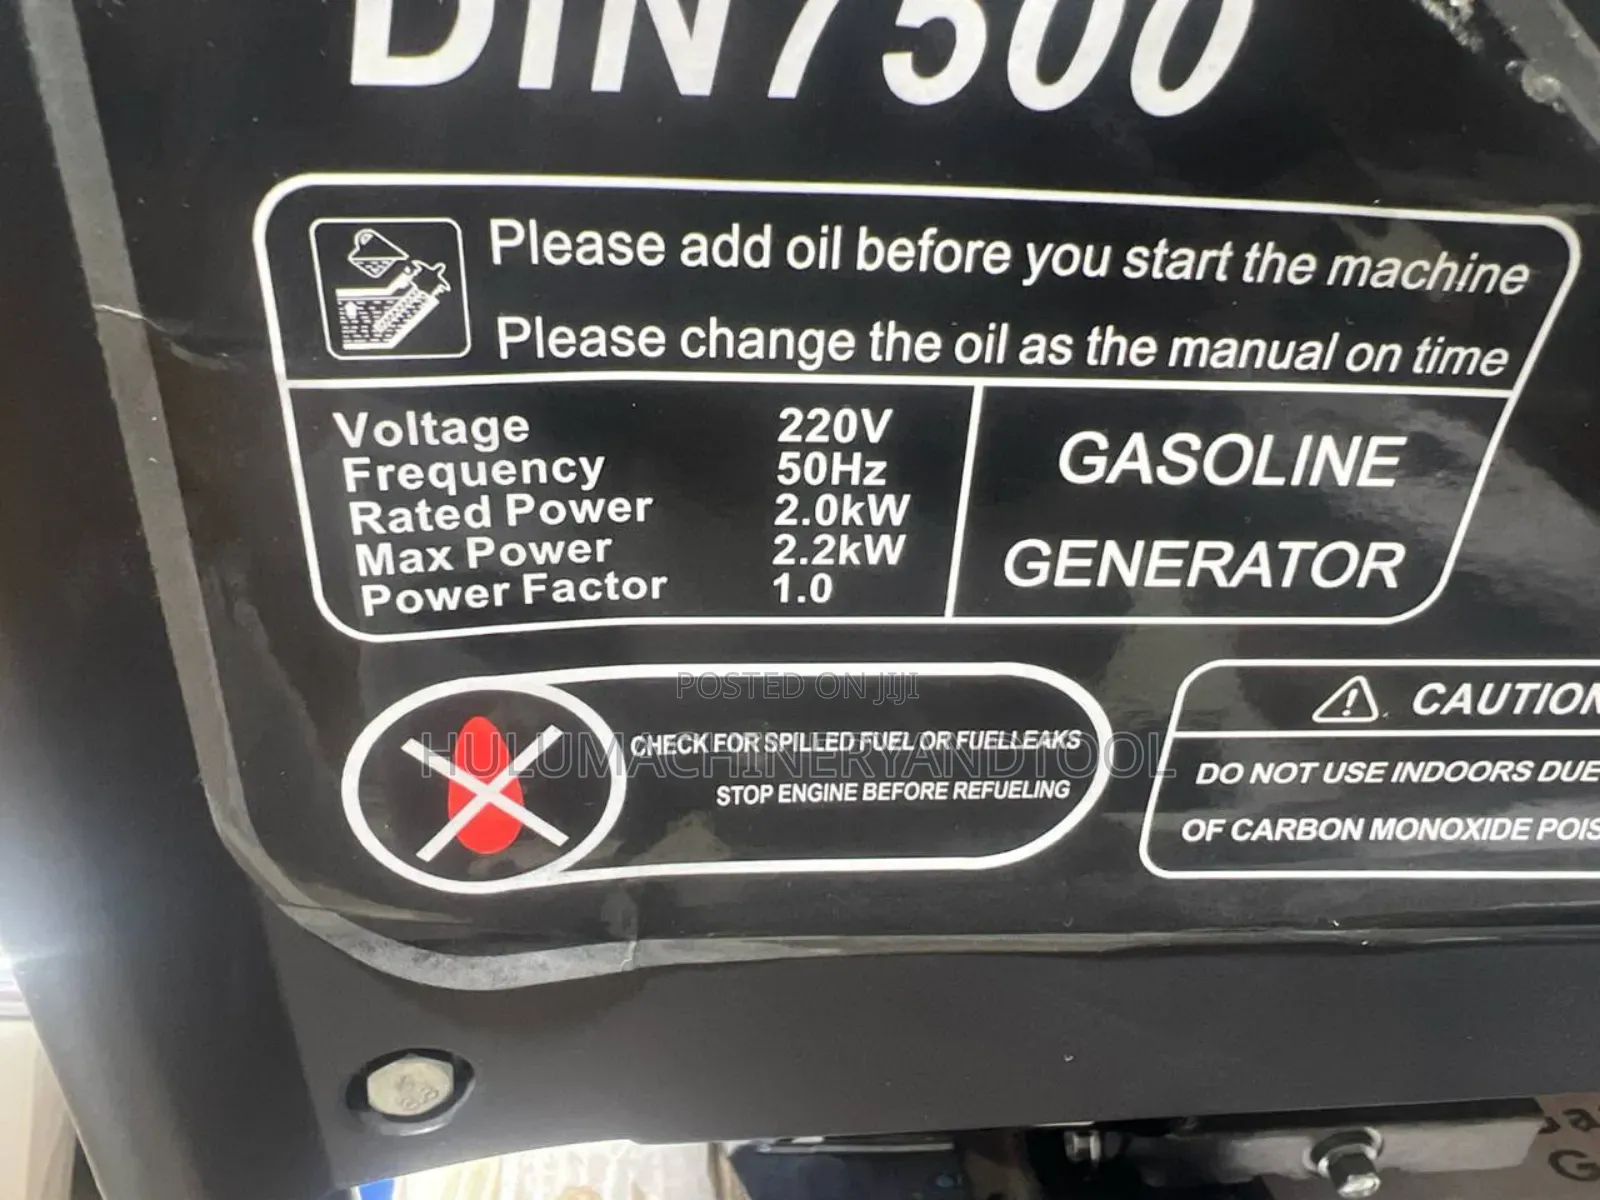 DIN7500
Please add oil before you start the machine
Please change the oil as the manual on time
Voltage 220V
Frequency 50Hz
Rated Power 2.0kW
Max Power 2.2kW
Power Factor 1.0
GASOLINE
GENERATOR
POSTED ON JIJI
HULUMACHINERYANDTOOL
CHECK FOR SPILLED FUEL OR FUELLEAKS
STOP ENGINE BEFORE REFUELING
CAUTION
DO NOT USE INDOORS DUE
OF CARBON MONOXIDE POIS
8.8